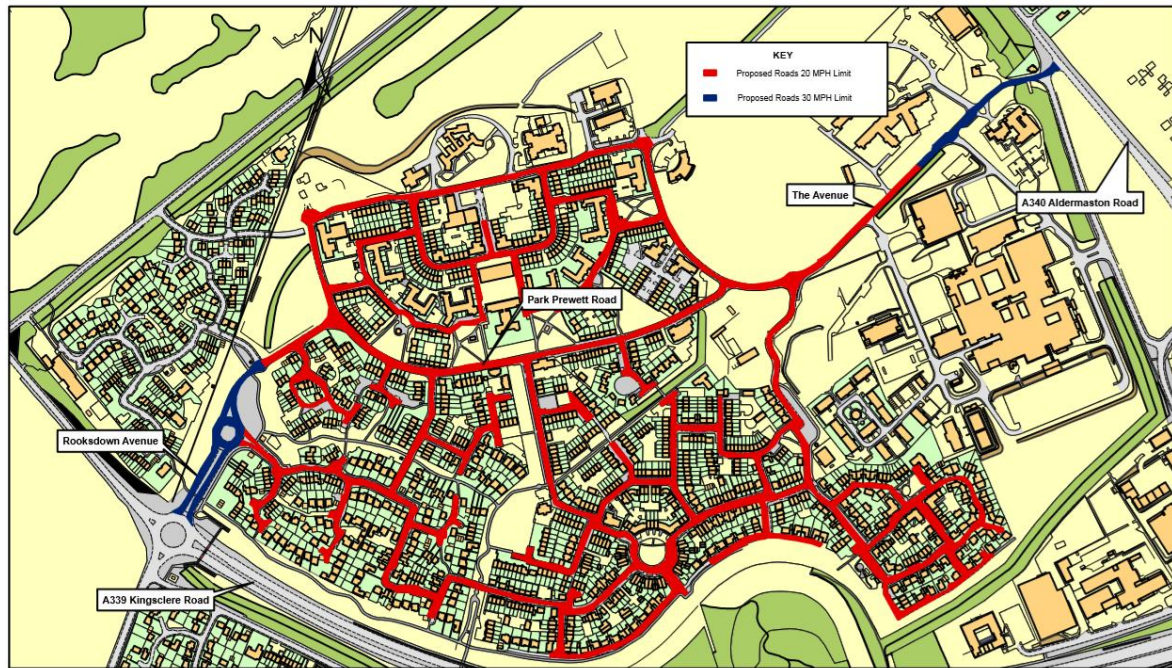 N
KEY
Proposed Roads 20 MPH Limit
Proposed Roads 30 MPH Limit
The Avenue
A340 Aldermaston Road
Park Prewett Road
Rooksdown Avenue
A339 Kingsclere Road